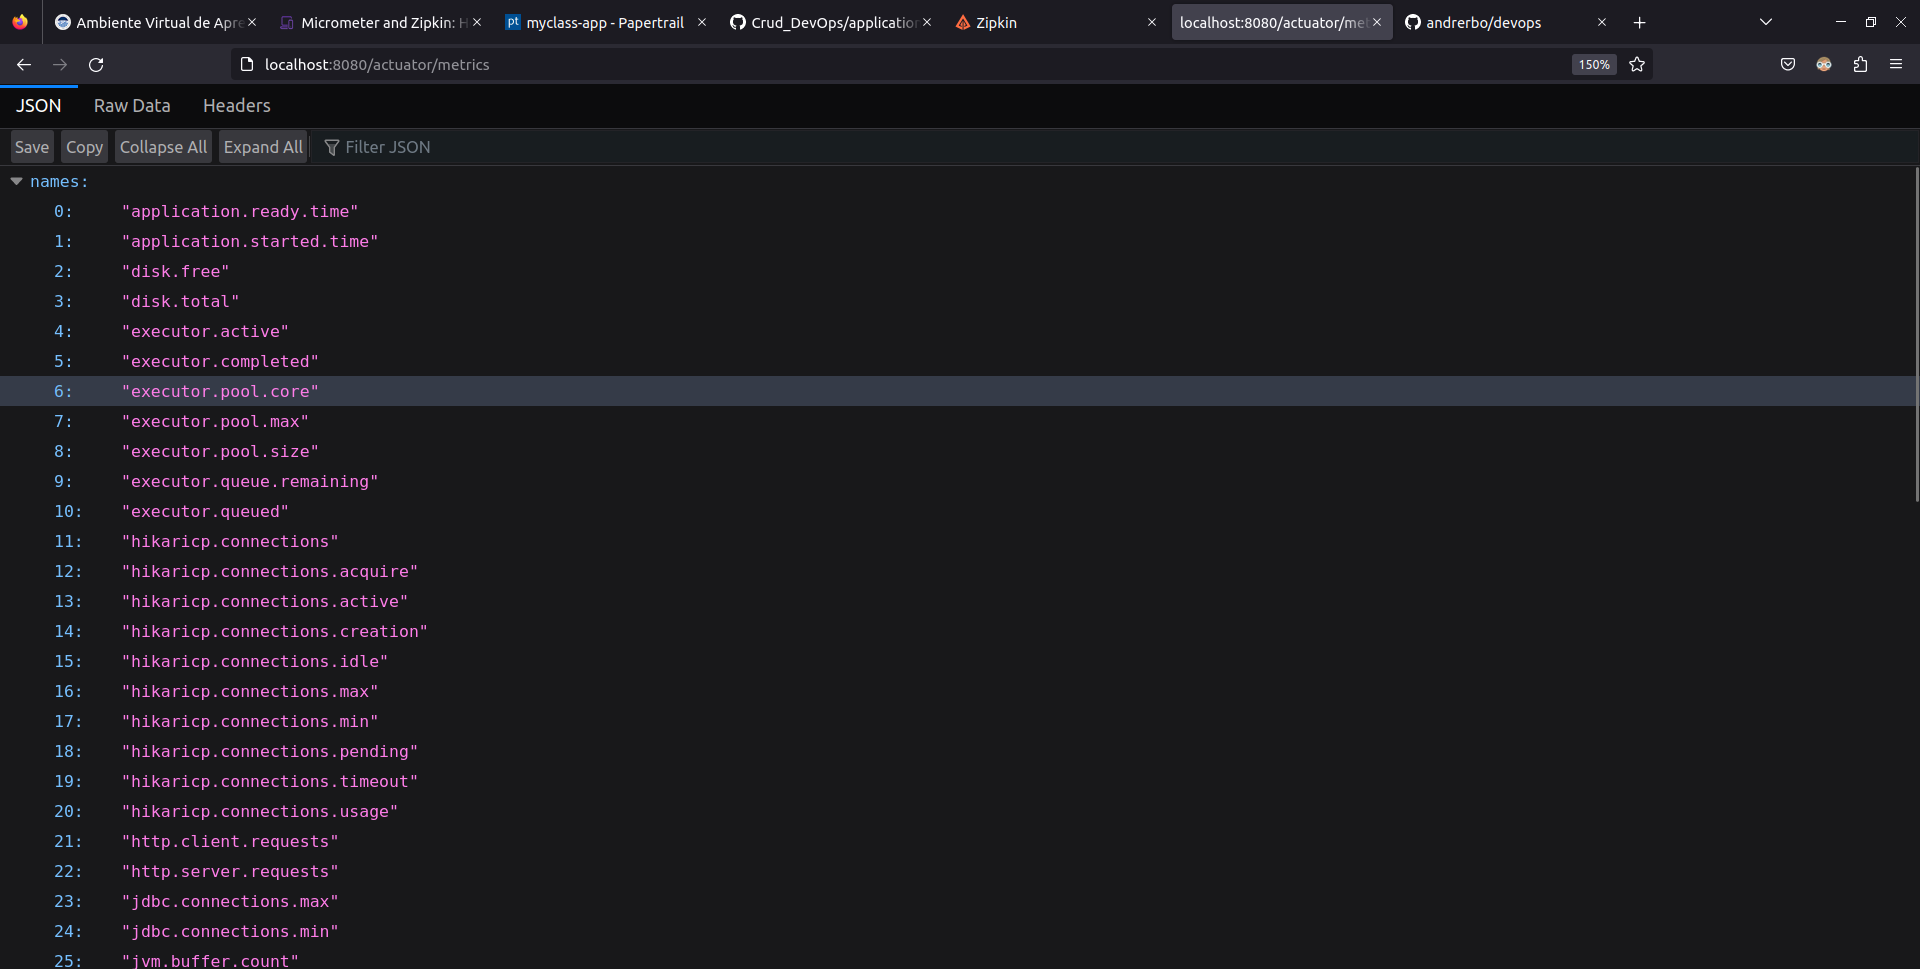 Ambiente Virtual de Apre
Micrometer and Zipkin: H
pt myclass-app - Papertrail
Crud_DevOps/application
Zipkin
localhost:8080/actuator/met
andrerbo/devops
localhost:8080/actuator/metrics
150%
JSON Raw Data Headers
Save Copy Collapse All Expand All Filter JSON
names:
0: "application.ready.time"
1: "application.started.time"
2: "disk.free"
3: "disk.total"
4: "executor.active"
5: "executor.completed"
6: "executor.pool.core"
7: "executor.pool.max"
8: "executor.pool.size"
9: "executor.queue.remaining"
10: "executor.queued"
11: "hikaricp.connections"
12: "hikaricp.connections.acquire"
13: "hikaricp.connections.active"
14: "hikaricp.connections.creation"
15: "hikaricp.connections.idle"
16: "hikaricp.connections.max"
17: "hikaricp.connections.min"
18: "hikaricp.connections.pending"
19: "hikaricp.connections.timeout"
20: "hikaricp.connections.usage"
21: "http.client.requests"
22: "http.server.requests"
23: "jdbc.connections.max"
24: "jdbc.connections.min"
25: "jvm.buffer.count"